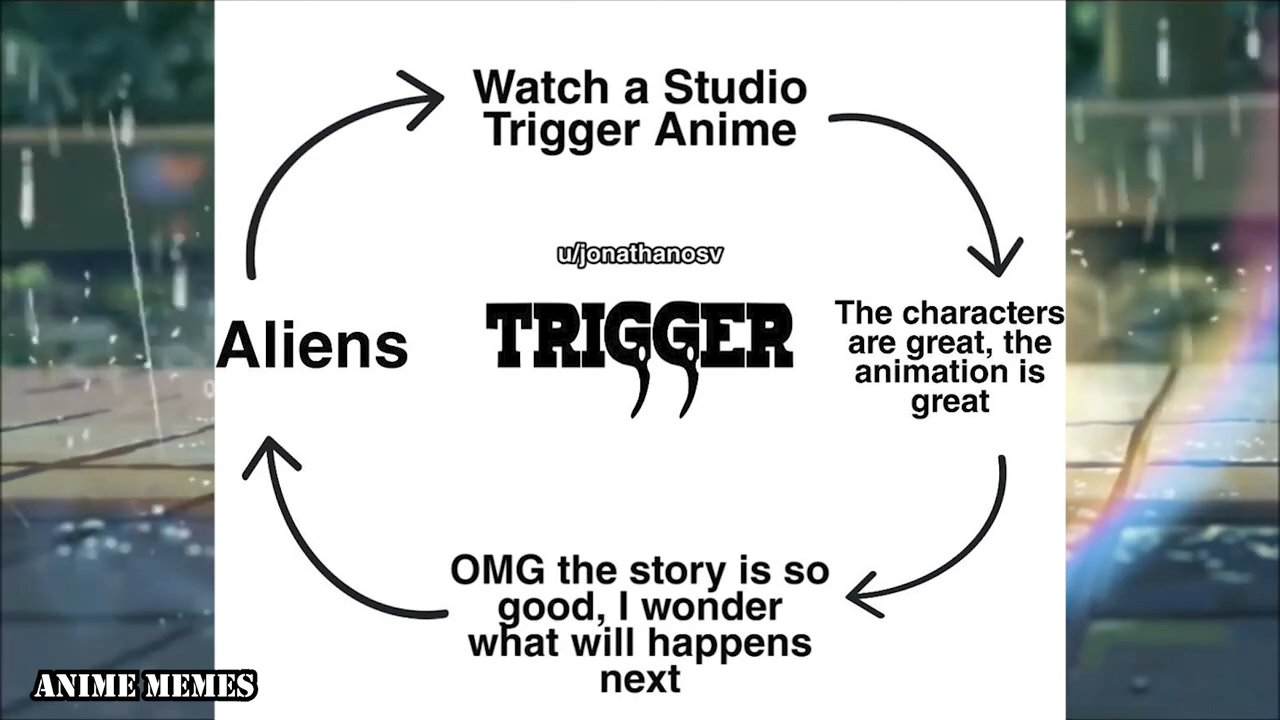 Watch a Studio
Trigger Anime
u/jonathanosv
TRIGGER
The characters
are great, the
animation is
great
OMG the story is so
good, I wonder
what will happens
next
Aliens
ANIME MEMES